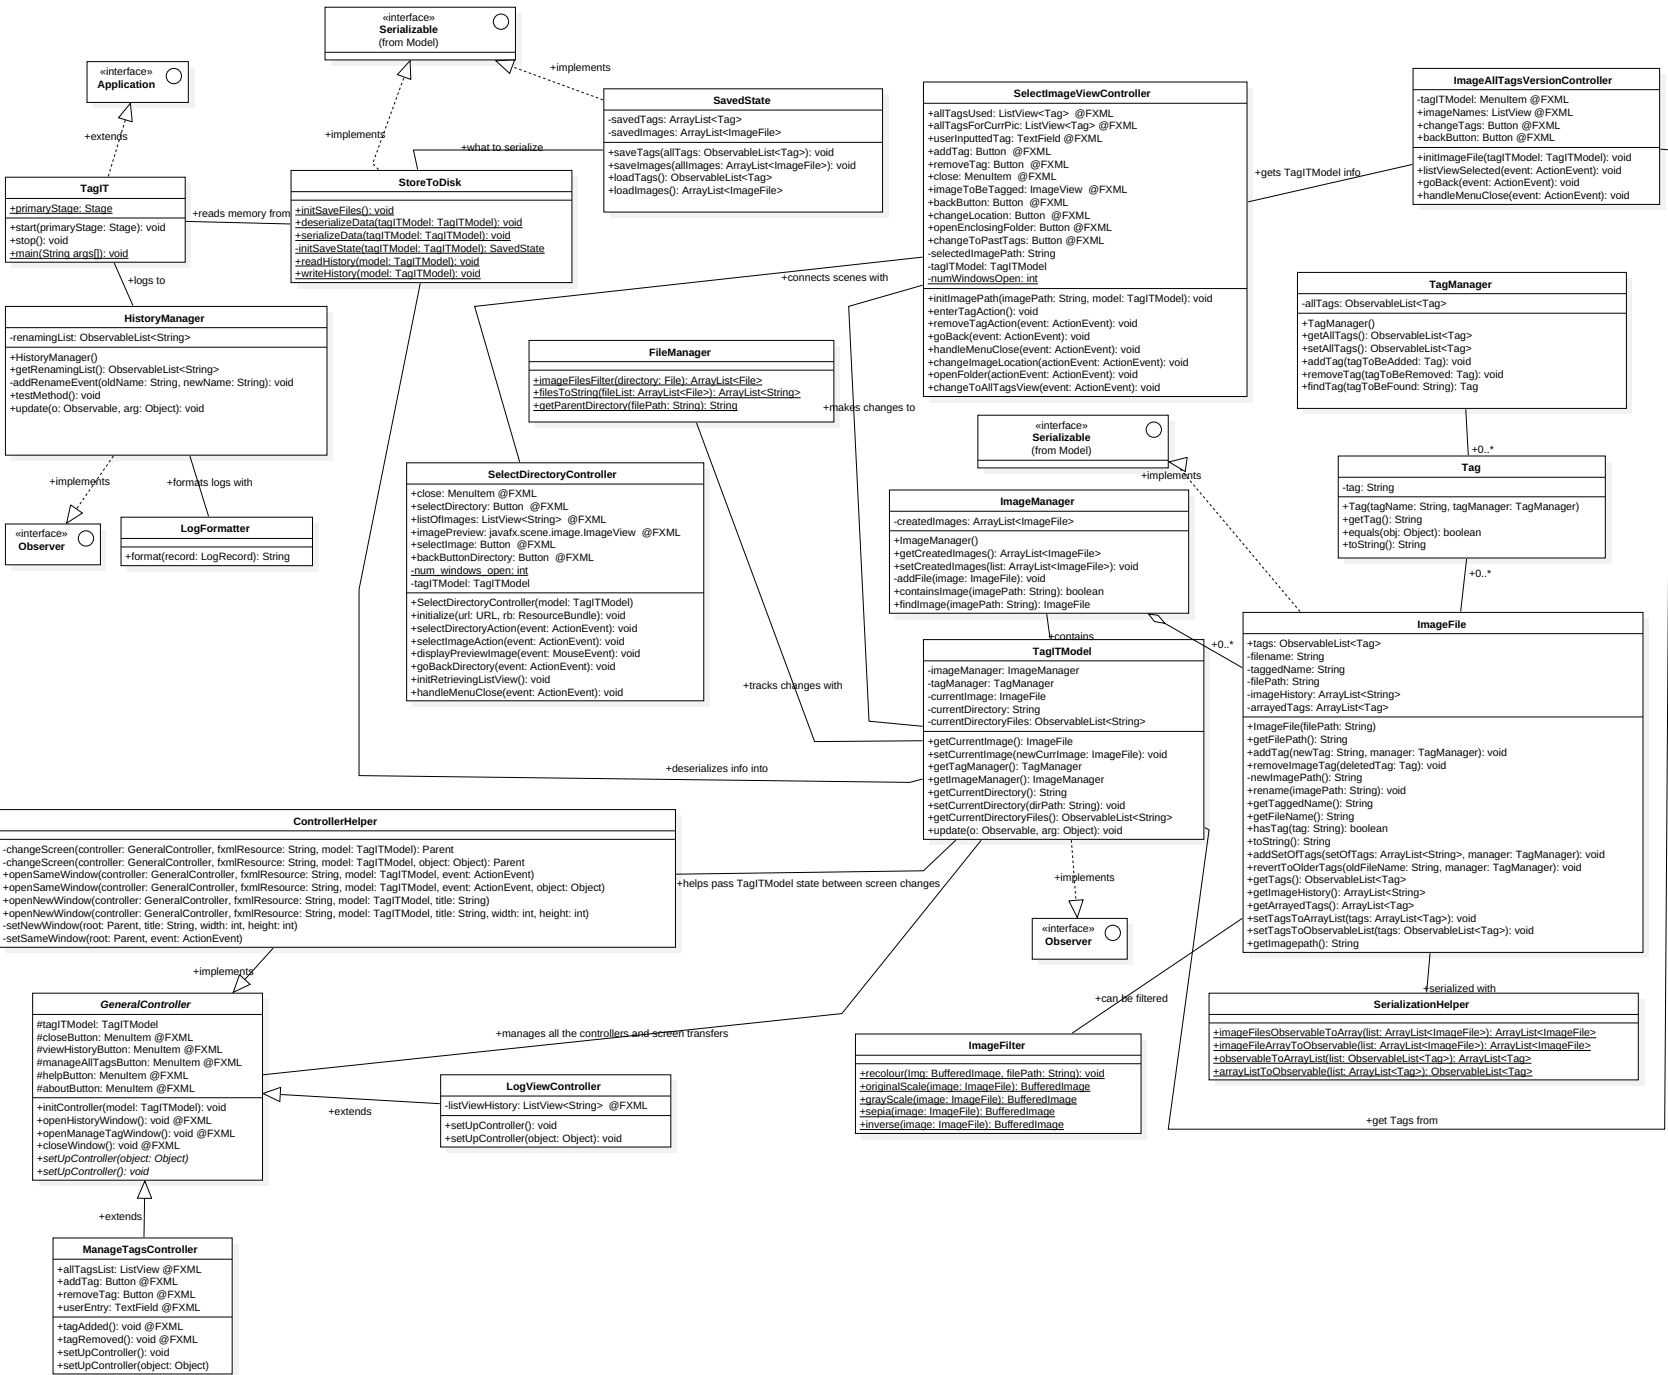 «interface»
Serializable
(from Model)
+implements
+implements
«interface»
Application
+extends
TagIT
+primaryStage: Stage
+start(primaryStage: Stage): void
+stop(): void
+main(String args[]): void
+reads memory from
+logs to
StoreToDisk
+initSaveFiles(): void
+deserializeData(tagITModel: TagITModel): void
+serializeData(tagITModel: TagITModel): void
-initSaveState(tagITModel: TagITModel): SavedState
+readHistory(model: TagITModel): void
+writeHistory(model: TagITModel): void
+what to serialize
SavedState
-savedTags: ArrayList<Tag>
-savedImages: ArrayList<ImageFile>
+saveTags(allTags: ObservableList<Tag>): void
+saveImages(allImages: ArrayList<ImageFile>): void
+loadTags(): ObservableList<Tag>
+loadImages(): ArrayList<ImageFile>
SelectImageViewController
+allTagsUsed: ListView<Tag> @FXML
+allTagsForCurrPic: ListView<Tag> @FXML
+userInputtedTag: TextField @FXML
+addTag: Button @FXML
+removeTag: Button @FXML
+close: MenuItem @FXML
+imageToBeTagged: ImageView @FXML
+backButton: Button @FXML
+changeLocation: Button @FXML
+openEnclosingFolder: Button @FXML
+changeToPastTags: Button @FXML
-selectedImagePath: String
-tagITModel: TagITModel
-numWindowsOpen: int
+initImagePath(imagePath: String, model: TagITModel): void
+enterTagAction(): void
+removeTagAction(event: ActionEvent): void
+goBack(event: ActionEvent): void
+handleMenuClose(event: ActionEvent): void
+changeImageLocation(actionEvent: ActionEvent): void
+openFolder(actionEvent: ActionEvent): void
+changeToAllTagsView(event: ActionEvent): void
+gets TagITModel info
ImageAllTagsVersionController
-tagITModel: MenuItem @FXML
+imageNames: ListView @FXML
+changeTags: Button @FXML
+backButton: Button @FXML
+initImageFile(tagITModel: TagITModel): void
+listViewSelected(event: ActionEvent): void
+goBack(event: ActionEvent): void
+handleMenuClose(event: ActionEvent): void
+connects scenes with
+makes changes to
TagManager
-allTags: ObservableList<Tag>
+TagManager()
+getAllTags(): ObservableList<Tag>
+setAllTags(): ObservableList<Tag>
+addTag(tagToBeAdded: Tag): void
+removeTag(tagToBeRemoved: Tag): void
+findTag(tagToBeFound: String): Tag
+0..*
HistoryManager
-renamingList: ObservableList<String>
+HistoryManager()
+getRenamingList(): ObservableList<String>
-addRenameEvent(oldName: String, newName: String): void
+testMethod(): void
+update(o: Observable, arg: Object): void
+implements
+formats logs with
«interface»
Observer
LogFormatter
+format(record: LogRecord): String
FileManager
+imageFilesFilter(directory: File): ArrayList<File>
+filesToString(fileList: ArrayList<File>): ArrayList<String>
+getParentDirectory(filePath: String): String
SelectDirectoryController
+close: MenuItem @FXML
+selectDirectory: Button @FXML
+listOfImages: ListView<String> @FXML
+imagePreview: javafx.scene.image.ImageView @FXML
+selectImage: Button @FXML
+backButtonDirectory: Button @FXML
-num_windows_open: int
-tagITModel: TagITModel
+SelectDirectoryController(model: TagITModel)
+initialize(url: URL, rb: ResourceBundle): void
+selectDirectoryAction(event: ActionEvent): void
+selectImageAction(event: ActionEvent): void
+displayPreviewImage(event: MouseEvent): void
+goBackDirectory(event: ActionEvent): void
+initRetrievingListView(): void
+handleMenuClose(event: ActionEvent): void
+tracks changes with
+deserializes info into
«interface»
Serializable
(from Model)
+implements
ImageManager
-createdImages: ArrayList<ImageFile>
+ImageManager()
+getCreatedImages(): ArrayList<ImageFile>
+setCreatedImages(list: ArrayList<ImageFile>): void
-addFile(image: ImageFile): void
+containsImage(imagePath: String): boolean
+findImage(imagePath: String): ImageFile
+contains
+0..*
Tag
-tag: String
+Tag(tagName: String, tagManager: TagManager)
+getTag(): String
+equals(obj: Object): boolean
+toString(): String
+0..*
TagITModel
-imageManager: ImageManager
-tagManager: TagManager
-currentImage: ImageFile
-currentDirectory: String
-currentDirectoryFiles: ObservableList<String>
+getCurrentImage(): ImageFile
+setCurrentImage(newCurrImage: ImageFile): void
+getTagManager(): TagManager
+getImageManager(): ImageManager
+getCurrentDirectory(): String
+setCurrentDirectory(dirPath: String): void
+getCurrentDirectoryFiles(): ObservableList<String>
+update(o: Observable, arg: Object): void
+implements
«interface»
Observer
ImageFile
+tags: ObservableList<Tag>
-filename: String
-taggedName: String
-filePath: String
-imageHistory: ArrayList<String>
-arrayedTags: ArrayList<Tag>
+ImageFile(filePath: String)
+getFilePath(): String
+addTag(newTag: String, manager: TagManager): void
+removeImageTag(deletedTag: Tag): void
-newImagePath(): String
+rename(imagePath: String): void
+getTaggedName(): String
+getFileName(): String
+hasTag(tag: String): boolean
+toString(): String
+addSetOfTags(setOfTags: ArrayList<String>, manager: TagManager): void
+revertToOlderTags(oldFileName: String, manager: TagManager): void
+getTags(): ObservableList<Tag>
+getImageHistory(): ArrayList<String>
+getArrayedTags(): ArrayList<Tag>
+setTagsToArrayList(tags: ArrayList<Tag>): void
+setTagsToObservableList(tags: ObservableList<Tag>): void
+getImagepath(): String
+serialized with
+can be filtered
ControllerHelper
-changeScreen(controller: GeneralController, fxmlResource: String, model: TagITModel): Parent
-changeScreen(controller: GeneralController, fxmlResource: String, model: TagITModel, object: Object): Parent
+openSameWindow(controller: GeneralController, fxmlResource: String, model: TagITModel, event: ActionEvent)
+openSameWindow(controller: GeneralController, fxmlResource: String, model: TagITModel, event: ActionEvent, object: Object)
+openNewWindow(controller: GeneralController, fxmlResource: String, model: TagITModel, title: String)
+openNewWindow(controller: GeneralController, fxmlResource: String, model: TagITModel, title: String, width: int, height: int)
-setNewWindow(root: Parent, title: String, width: int, height: int)
-setSameWindow(root: Parent, event: ActionEvent)
+helps pass TagITModel state between screen changes
+implements
GeneralController
#tagITModel: TagITModel
#closeButton: MenuItem @FXML
#viewHistoryButton: MenuItem @FXML
#manageAllTagsButton: MenuItem @FXML
#helpButton: MenuItem @FXML
#aboutButton: MenuItem @FXML
+initController(model: TagITModel): void
+openHistoryWindow(): void @FXML
+openManageTagWindow(): void @FXML
+closeWindow(): void @FXML
+setUpController(object: Object)
+setUpController(): void
+manages all the controllers and screen transfers
+extends
LogViewController
-listViewHistory: ListView<String> @FXML
+setUpController(): void
+setUpController(object: Object): void
ImageFilter
+recolour(Img: BufferedImage, filePath: String): void
+originalScale(image: ImageFile): BufferedImage
+grayScale(image: ImageFile): BufferedImage
+sepia(image: ImageFile): BufferedImage
+inverse(image: ImageFile): BufferedImage
SerializationHelper
+imageFilesObservableToArray(list: ArrayList<ImageFile>): ArrayList<ImageFile>
+imageFileArrayToObservable(list: ArrayList<ImageFile>): ArrayList<ImageFile>
+observableToArrayList(list: ObservableList<Tag>): ArrayList<Tag>
+arrayListToObservable(list: ArrayList<Tag>): ObservableList<Tag>
+get Tags from
+extends
ManageTagsController
+allTagsList: ListView @FXML
+addTag: Button @FXML
+removeTag: Button @FXML
+userEntry: TextField @FXML
+tagAdded(): void @FXML
+tagRemoved(): void @FXML
+setUpController(): void
+setUpController(object: Object)